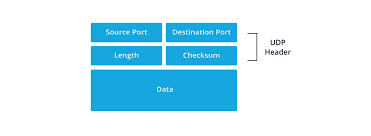 Source Port
Destination Port
UDP
Header
Length
Checksum
Data